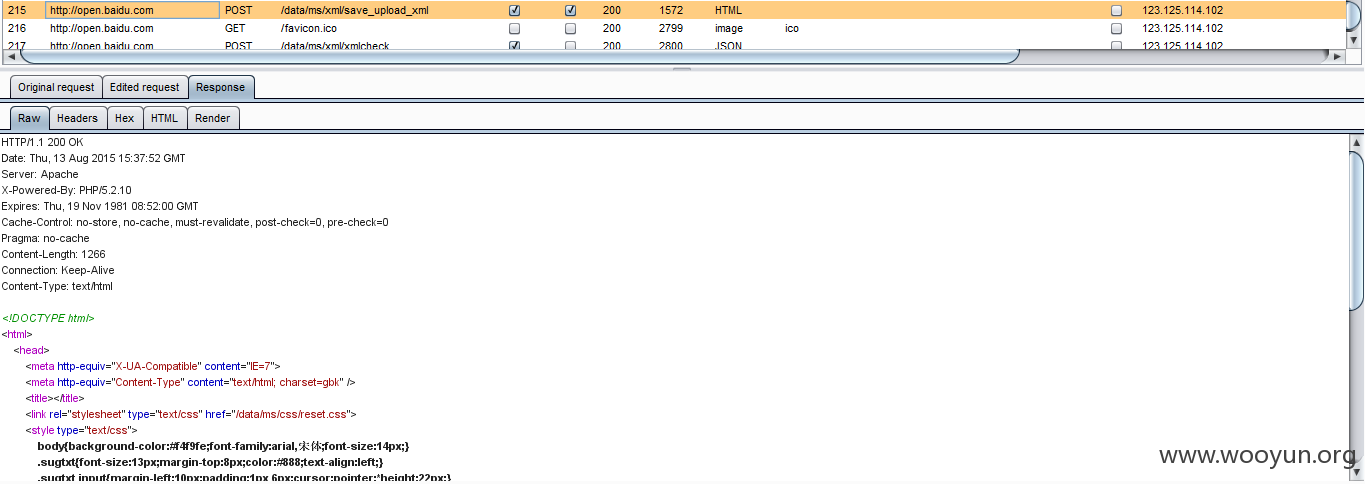 215 http://open.baidu.com POST /data/ms/xml/save_upload_xml 200 1572 HTML 123.125.114.102
216 http://open.baidu.com GET /favicon.ico 200 2799 image ico 123.125.114.102
217 http://open.baidu.com POST /data/ms/xml/xmlcheck 200 2800 JSON 123.125.114.102
Original request Edited request Response
Raw Headers Hex HTML Render
HTTP/1.1 200 OK
Date: Thu, 13 Aug 2015 15:37:52 GMT
Server: Apache
X-Powered-By: PHP/5.2.10
Expires: Thu, 19 Nov 1981 08:52:00 GMT
Cache-Control: no-store, no-cache, must-revalidate, post-check=0, pre-check=0
Pragma: no-cache
Content-Length: 1266
Connection: Keep-Alive
Content-Type: text/html
<!DOCTYPE html>
<html>
<head>
<meta http-equiv="X-UA-Compatible" content="IE=7">
<meta http-equiv="Content-Type" content="text/html; charset=gbk" />
<title></title>
<link rel="stylesheet" type="text/css" href="/data/ms/css/reset.css">
<style type="text/css">
body{background-color:#f4f9fe;font-family:arial,宋体;font-size:14px;}
.sugtxt{font-size:13px;margin-top:8px;color:#888;text-align:left;}
.sugtxt input{margin-left:10px;padding:1px 6px;cursor:pointer;*height:22px;}
www.wooyun.org